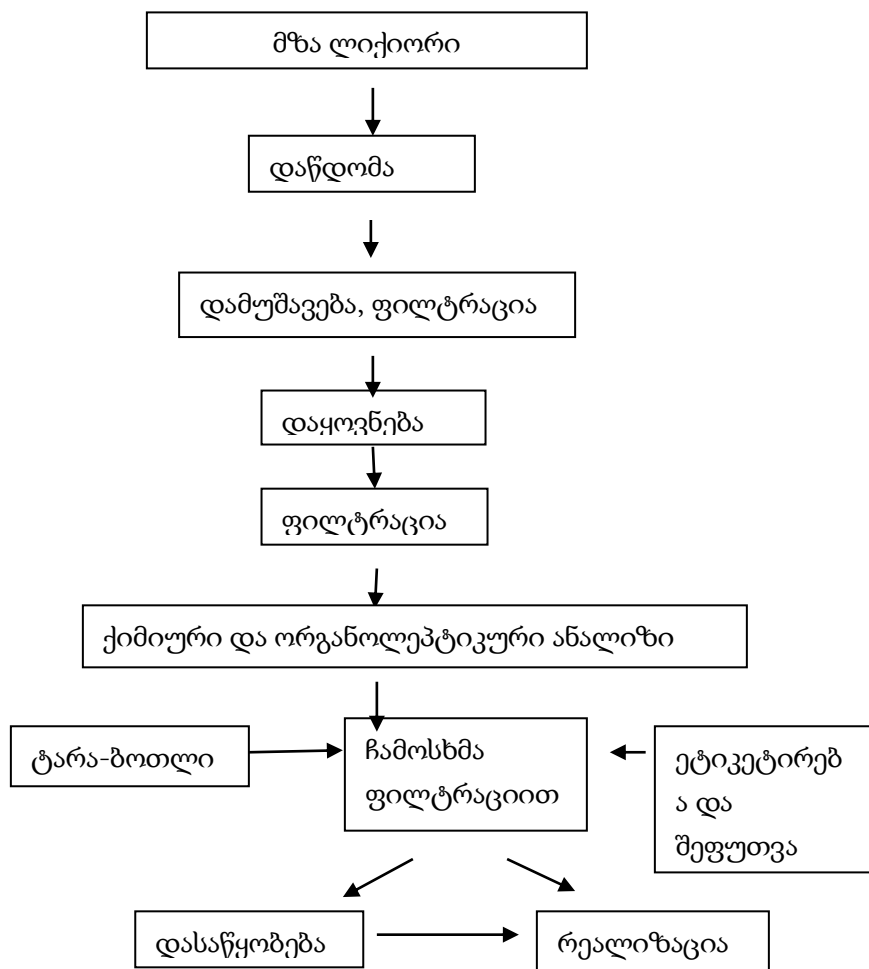 მზა ლიქიორი
დაწდომა
დამუშავება, ფილტრაცია
დაყოვნება
ფილტრაცია
ქიმიური და ორგანოლეპტიკური ანალიზი
ტარა-ბოთლი
ჩამოსხმა
ფილტრაციით
ეტიკეტირებ
ა და
შეფუთვა
დასაწყობება
რეალიზაცია